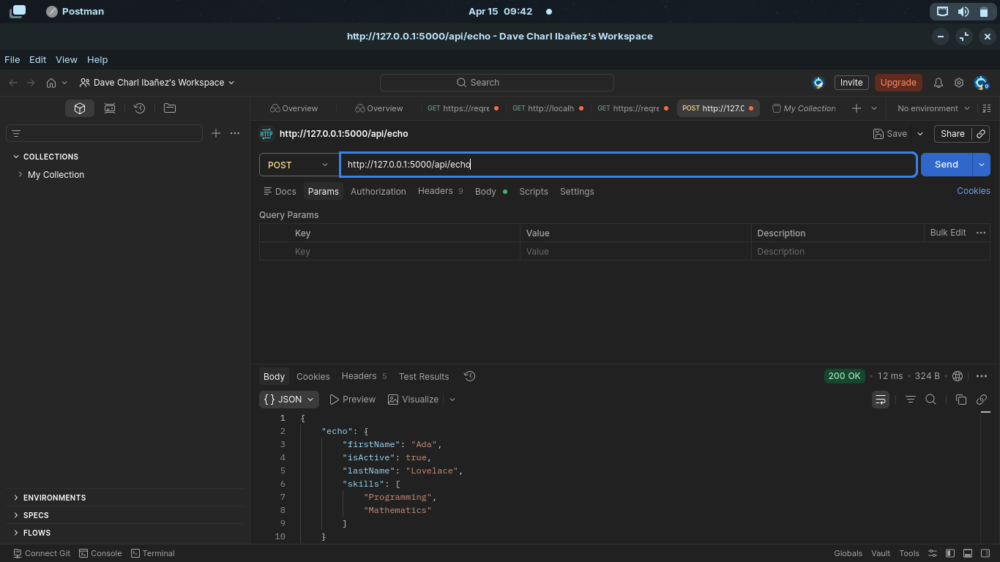 Postman
Apr 15 09:42
http://127.0.0.1:5000/api/echo - Dave Charl Ibañez's Workspace
File Edit View Help
Dave Charl Ibañez's Workspace
Search
Invite
Upgrade
Overview
Overview
GET https://reqre
GET http://localh
GET https://reqre
POST http://127.0
My Collection
No environment
COLLECTIONS
My Collection
HTTP
http://127.0.0.1:5000/api/echo
Save
Share
POST
http://127.0.0.1:5000/api/echo
Send
Docs Params Authorization Headers 9 Body Scripts Settings Cookies
Query Params
Key Value Description Bulk Edit
Key Value Description
Body Cookies Headers 5 Test Results
200 OK 12 ms 324 B
{} JSON Preview Visualize
1 {
2 "echo": {
3 "firstName": "Ada",
4 "isActive": true,
5 "lastName": "Lovelace",
6 "skills": [
7 "Programming",
8 "Mathematics"
9 ]
10 }
ENVIRONMENTS
SPECS
FLOWS
Connect Git Console Terminal
Globals Vault Tools